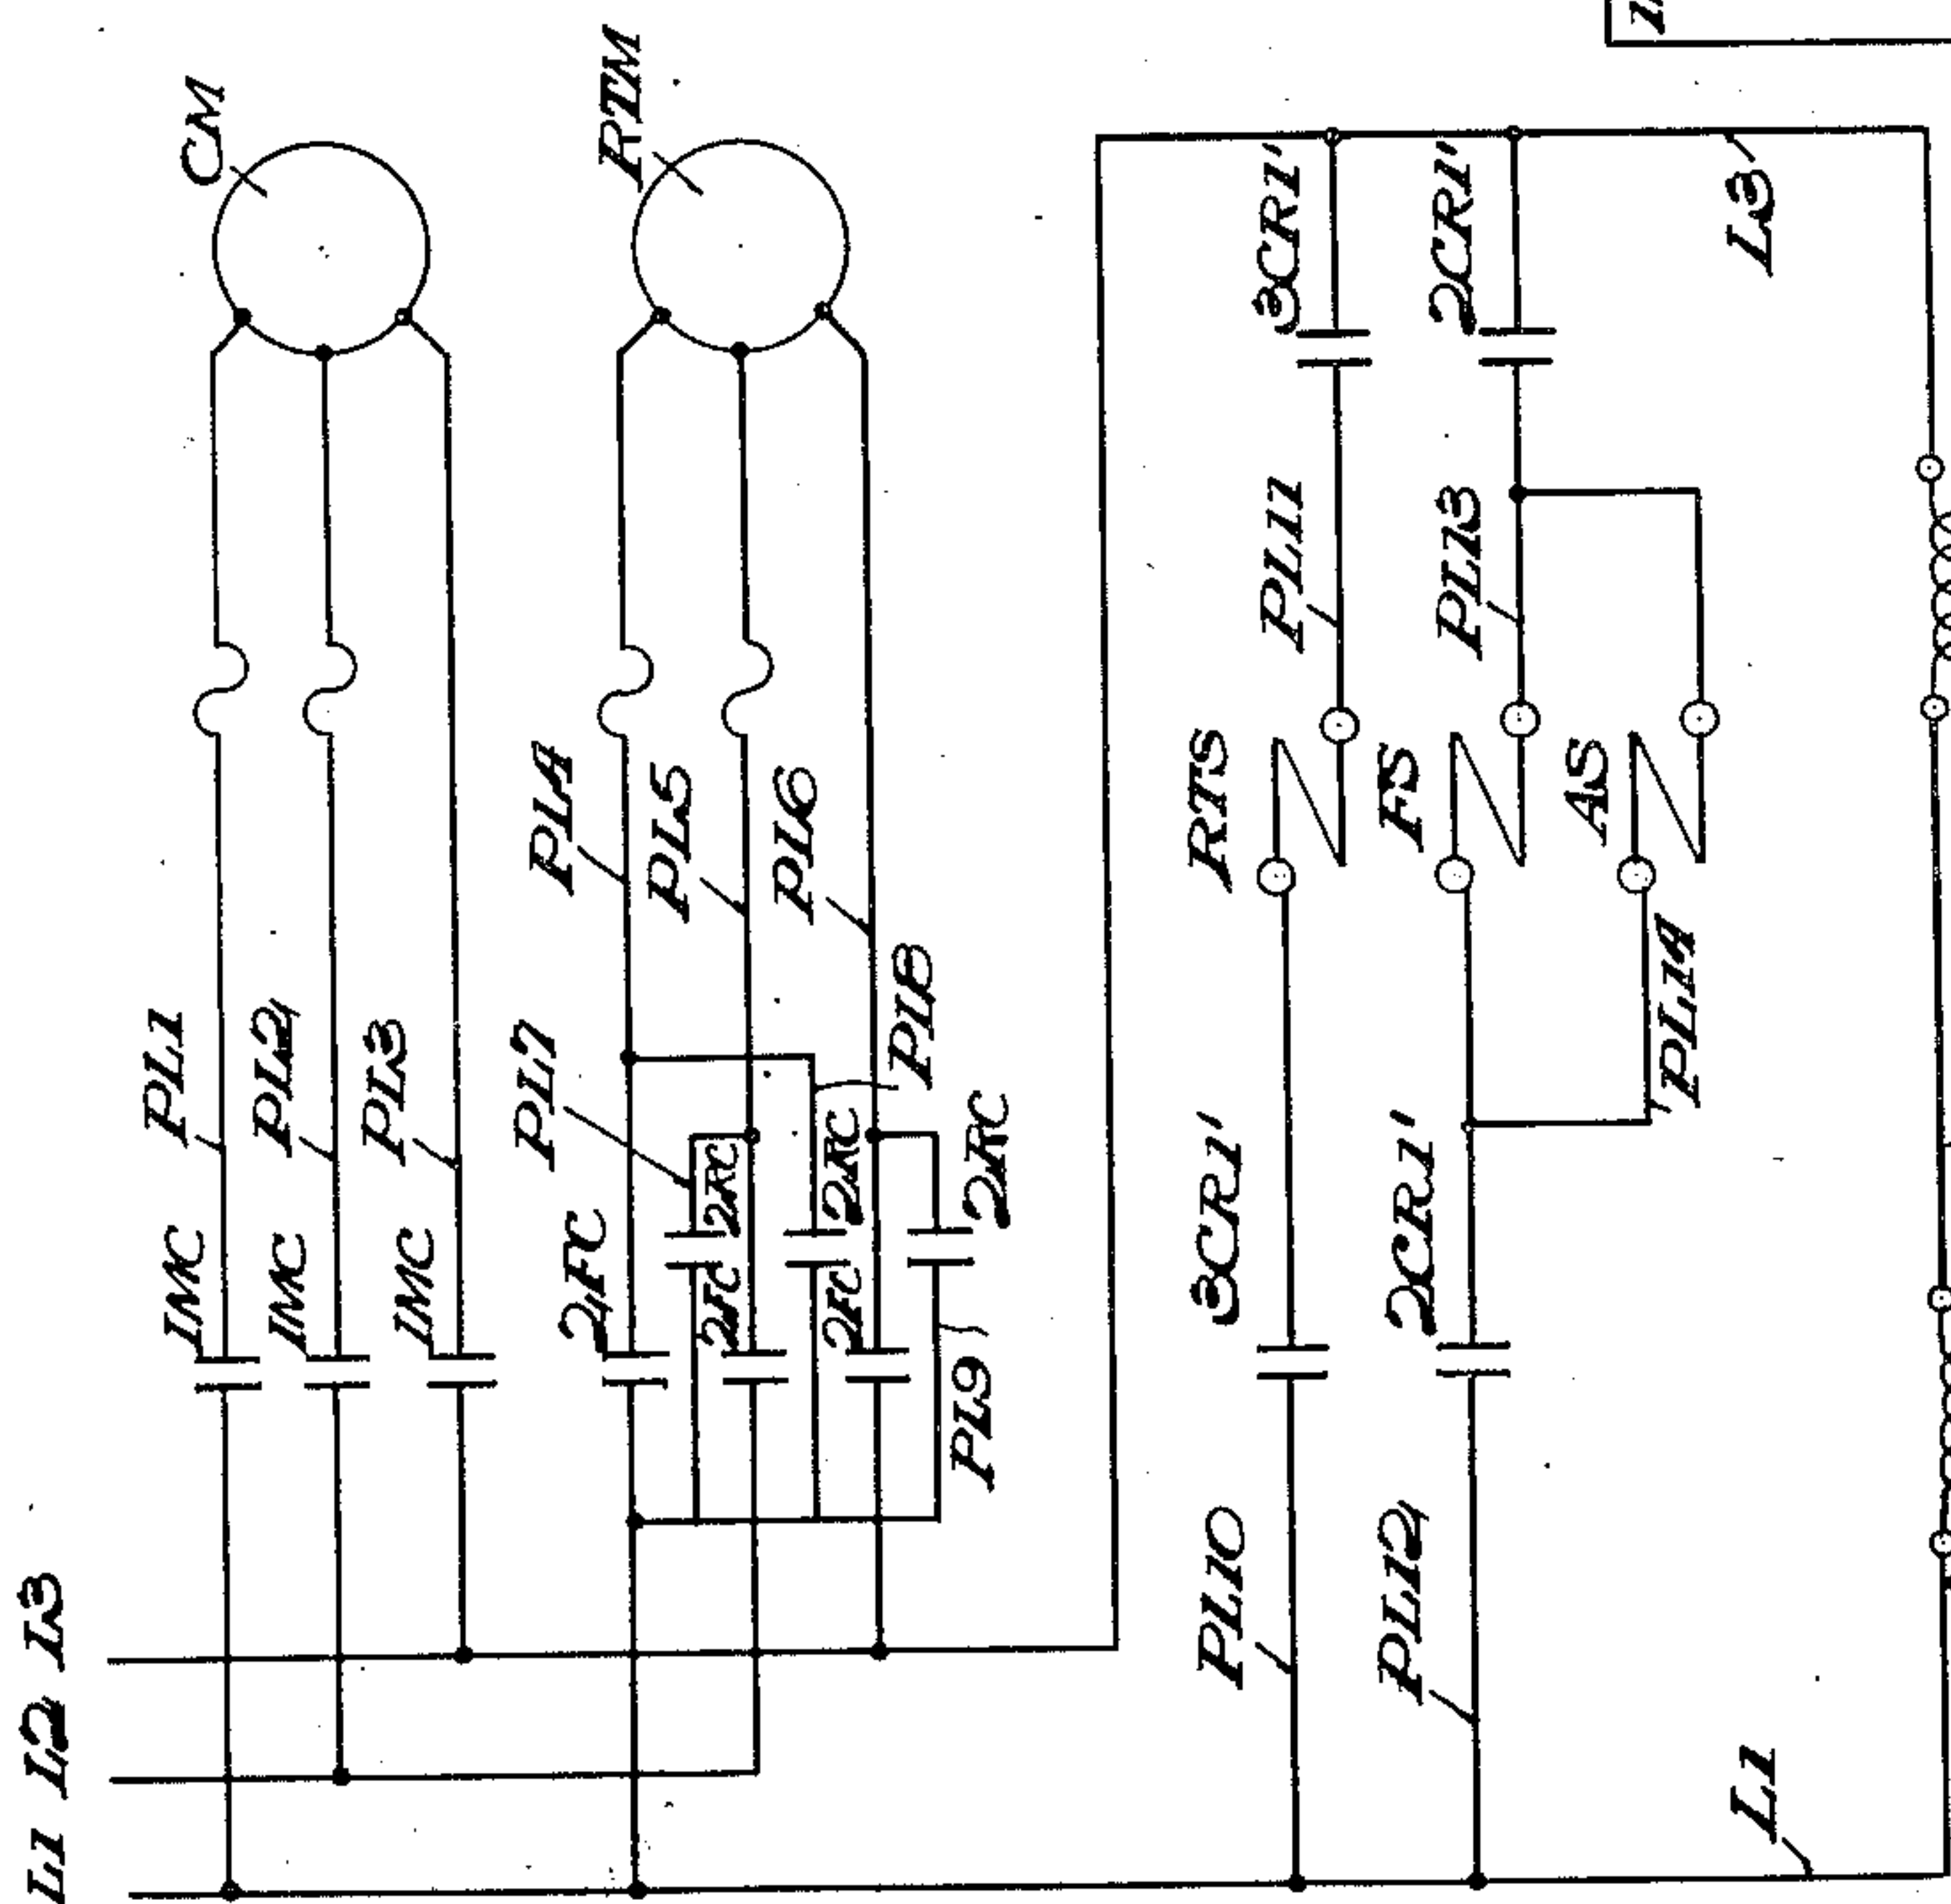 L1 L2 L3
CM
PL1
1MC
PL2
1MC
PL3
1MC
RTM
PL4
PL7
2FC
PL5
2RC
2FC
PL6
2RC
2FC
PL8
2RC
PL9
3CR1'
PL11
RTS
3CR1'
PL10
2CR1'
PL13
FS
2CR1'
PL12
AS
PL14
L3
L1